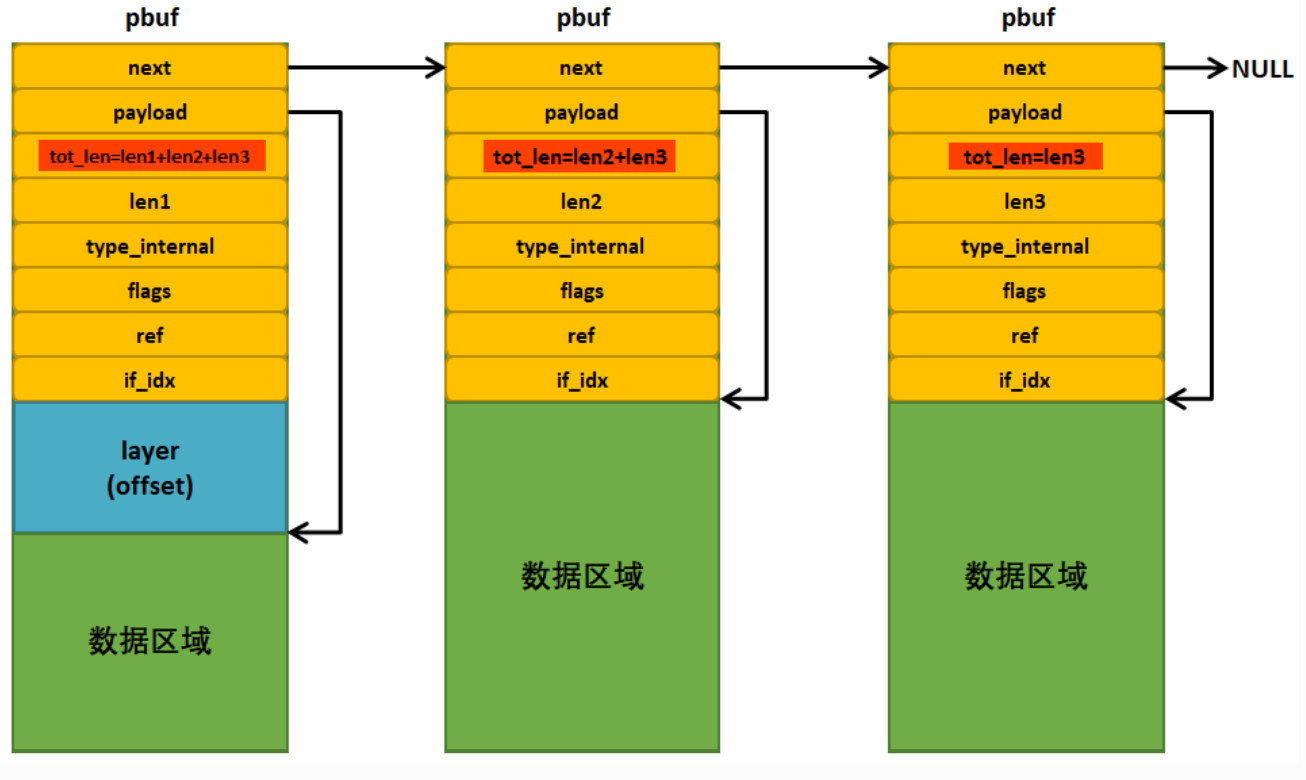 pbuf
next
payload
tot_len=len1+len2+len3
len1
type_internal
flags
ref
if_idx
layer
(offset)
数据区域
pbuf
next
payload
tot_len=len2+len3
len2
type_internal
flags
ref
if_idx
数据区域
pbuf
next
payload
tot_len=len3
len3
type_internal
flags
ref
if_idx
数据区域
NULL